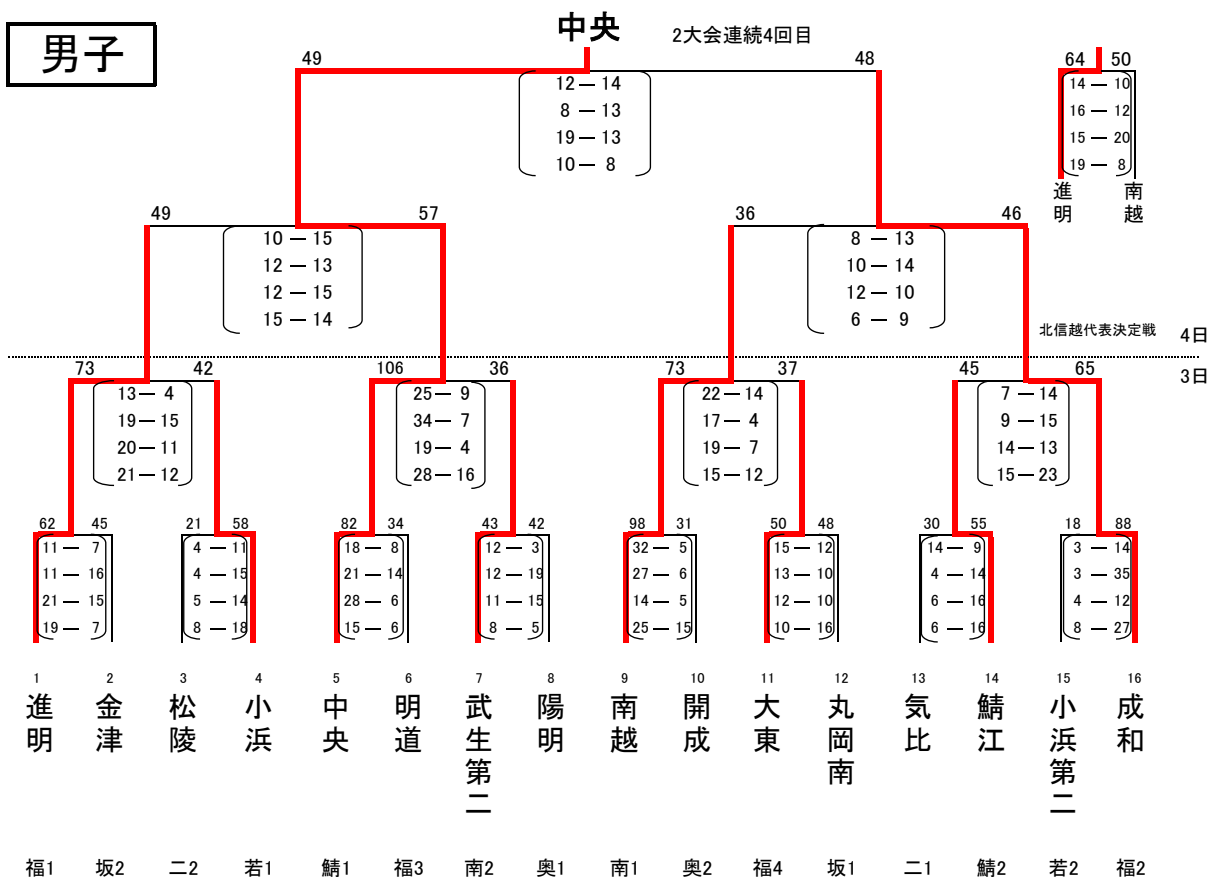 男子
中央
2大会連続4回目
49 48
12 — 14
8 — 13
19 — 13
10 — 8
64 50
14 — 10
16 — 12
15 — 20
19 — 8
進明
南越
49 57
10 — 15
12 — 13
12 — 15
15 — 14
36 46
8 — 13
10 — 14
12 — 10
6 — 9
北信越代表決定戦
4日
3日
73 42
13 — 4
19 — 15
20 — 11
21 — 12
106 36
25 — 9
34 — 7
19 — 4
28 — 16
73 37
22 — 14
17 — 4
19 — 7
15 — 12
45 65
7 — 14
9 — 15
14 — 13
15 — 23
62 45
11 — 7
11 — 16
21 — 15
19 — 7
21 58
4 — 11
4 — 15
5 — 14
8 — 18
82 34
18 — 8
21 — 14
28 — 6
15 — 6
43 42
12 — 3
12 — 19
11 — 15
8 — 5
98 31
32 — 5
27 — 6
14 — 5
25 — 15
50 48
15 — 12
13 — 10
12 — 10
10 — 16
30 55
14 — 9
4 — 14
6 — 16
6 — 16
18 88
3 — 14
3 — 35
4 — 12
8 — 27
1 2 3 4 5 6 7 8 9 10 11 12 13 14 15 16
進明
金津
松陵
小浜
中央
明道
武生第二
陽明
南越
開成
大東
丸岡南
気比
鯖江
小浜第二
成和
福1 坂2 二2 若1 鯖1 福3 南2 奥1 南1 奥2 福4 坂1 二1 鯖2 若2 福2